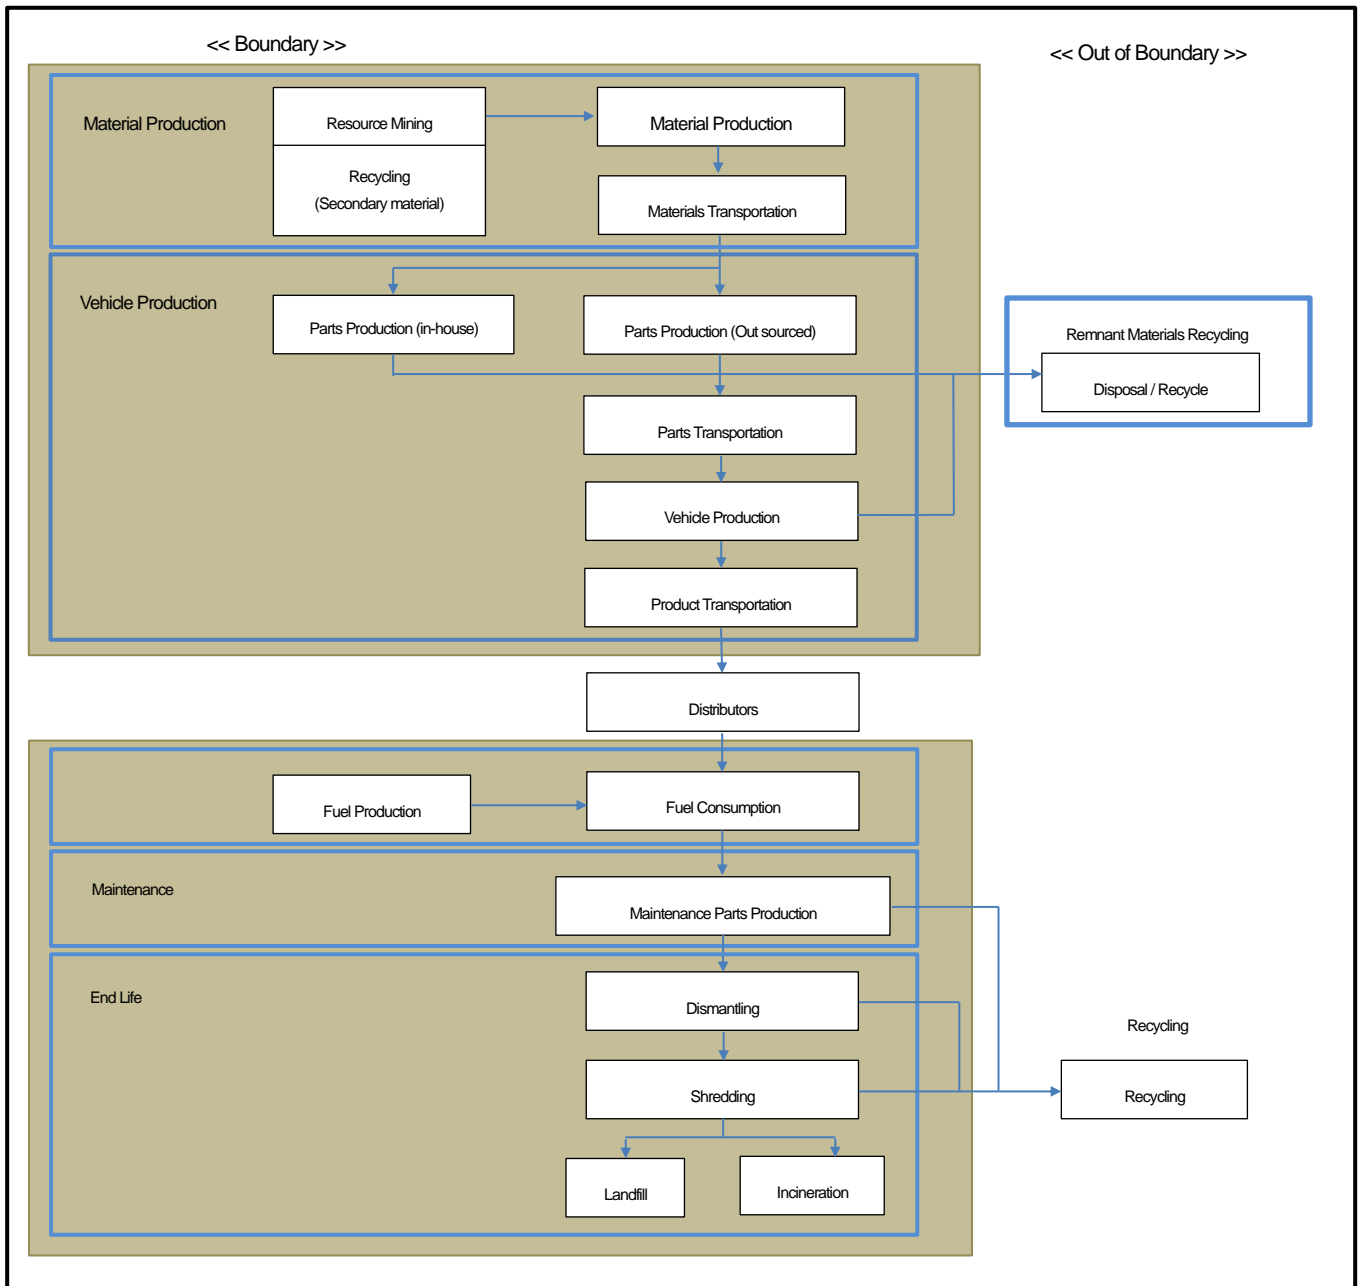 << Boundary >>
<< Out of Boundary >>
Material Production
Resource Mining
Material Production
Recycling
(Secondary material)
Materials Transportation
Vehicle Production
Parts Production (in-house)
Parts Production (Out sourced)
Remnant Materials Recycling
Disposal / Recycle
Parts Transportation
Vehicle Production
Product Transportation
Distributors
Fuel Production
Fuel Consumption
Maintenance
Maintenance Parts Production
End Life
Dismantling
Recycling
Shredding
Recycling
Landfill
Incineration